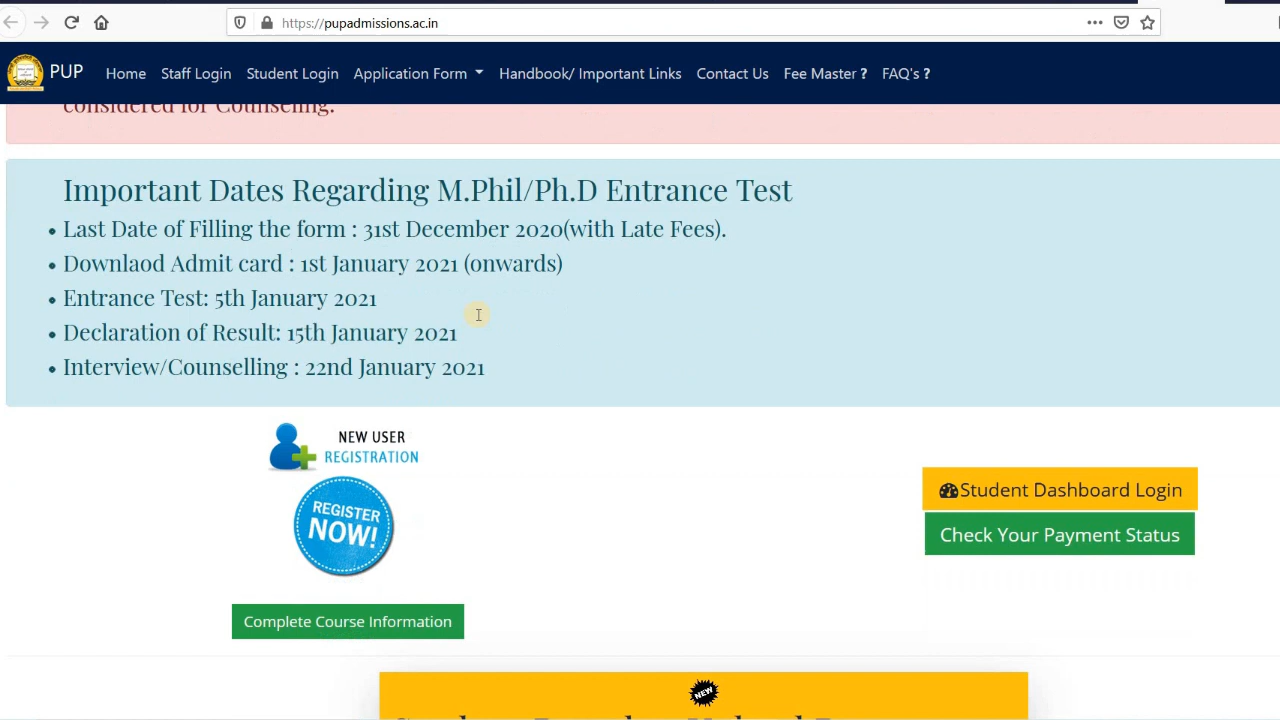 https://pupadmissions.ac.in
PUP Home Staff Login Student Login Application Form Handbook/ Important Links Contact Us Fee Master ? FAQ's ?
considered for Counseling.
Important Dates Regarding M.Phil/Ph.D Entrance Test
• Last Date of Filling the form : 31st December 2020(with Late Fees).
• Downlaod Admit card : 1st January 2021 (onwards)
• Entrance Test: 5th January 2021
• Declaration of Result: 15th January 2021
• Interview/Counselling : 22nd January 2021
NEW USER
REGISTRATION
REGISTER
NOW!
Student Dashboard Login
Check Your Payment Status
Complete Course Information
NEW